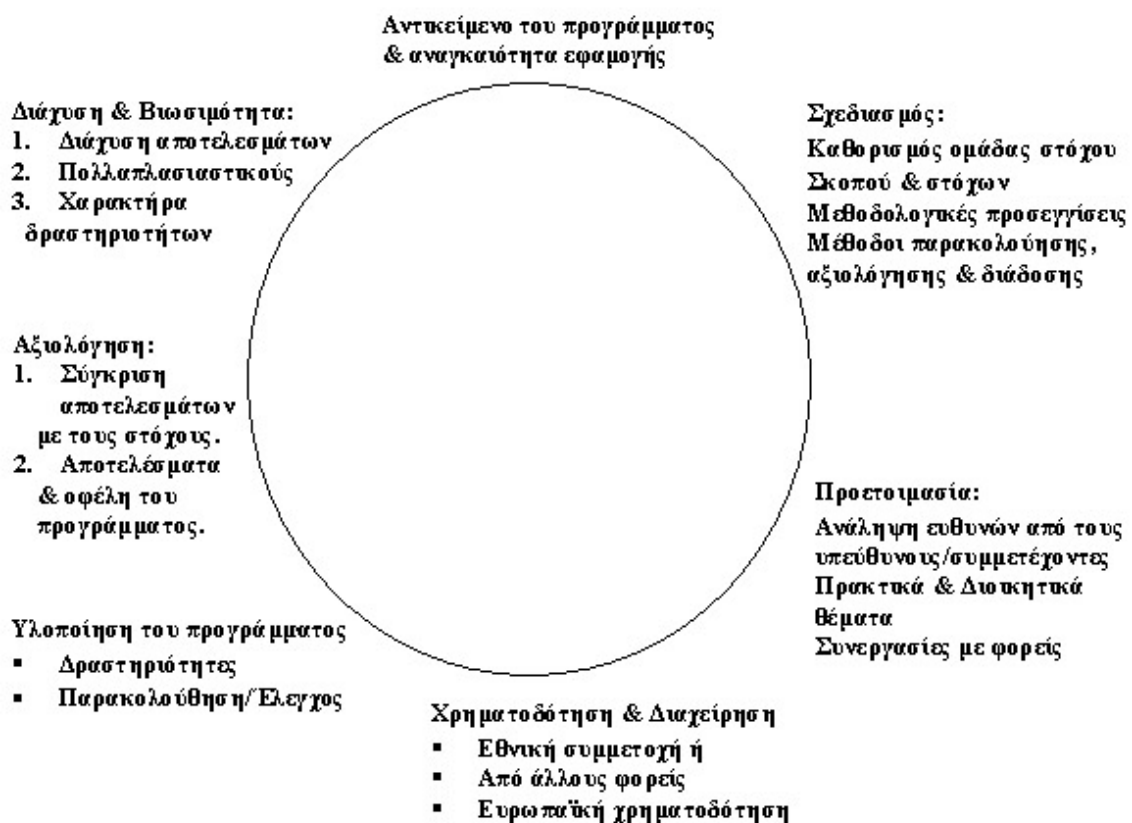 Αντικείμενο του προγράμματος
& αναγκαιότητα εφαμογής
Σχεδιασμός:
Καθορισμός ομάδας στόχου
Σκοπού & στόχων
Μεθοδολογικές προσεγγίσεις
Μέθοδοι παρακολούησης,
αξιολόγησης & διάδοσης
Προετοιμασία:
Ανάληψη ευθυνών από τους
υπεύθυνους/συμμετέχοντες
Πρακτικά & Διοικητικά
θέματα
Συνεργασίες με φορείς
Χρηματοδότηση & Διαχείρηση
▪ Εθνική συμμετοχή ή
▪ Από άλλους φορείς
▪ Ευρωπαϊκή χρηματοδότηση
Υλοποίηση του προγράμματος
▪ Δραστηριότητες
▪ Παρακολούθηση/Έλεγχος
Αξιολόγηση:
1. Σύγκριση
αποτελεσμάτων
με τους στόχους.
2. Αποτελέσματα
& οφέλη του
προγράμματος.
Διάχυση & Βιωσιμότητα:
1. Διάχυση αποτελεσμάτων
2. Πολλαπλασιαστικούς
3. Χαρακτήρα
δραστηριοτήτων